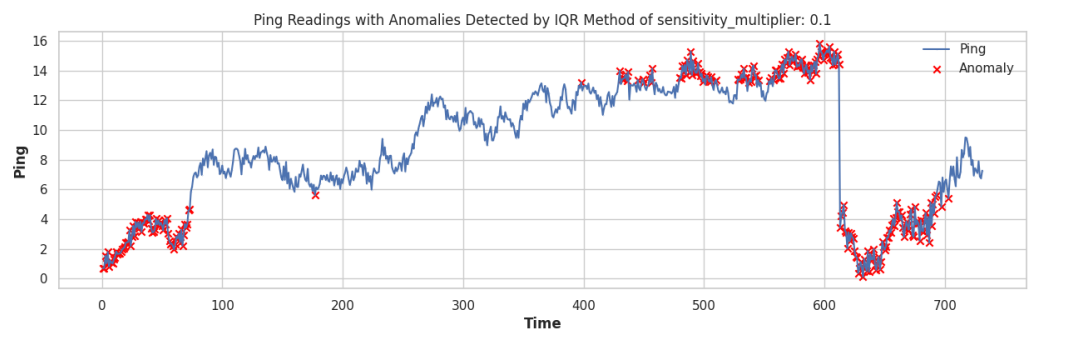 Ping Readings with Anomalies Detected by IQR Method of sensitivity_multiplier: 0.1
16
14
12
10
8
6
4
2
0
Ping
Ping
Anomaly
0 100 200 300 400 500 600 700
Time